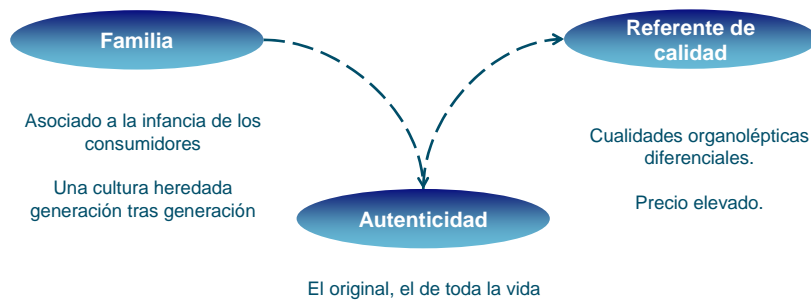 Familia
Asociado a la infancia de los
consumidores
Una cultura heredada
generación tras generación
Autenticidad
El original, el de toda la vida
Referente de
calidad
Cualidades organolépticas
diferenciales.
Precio elevado.